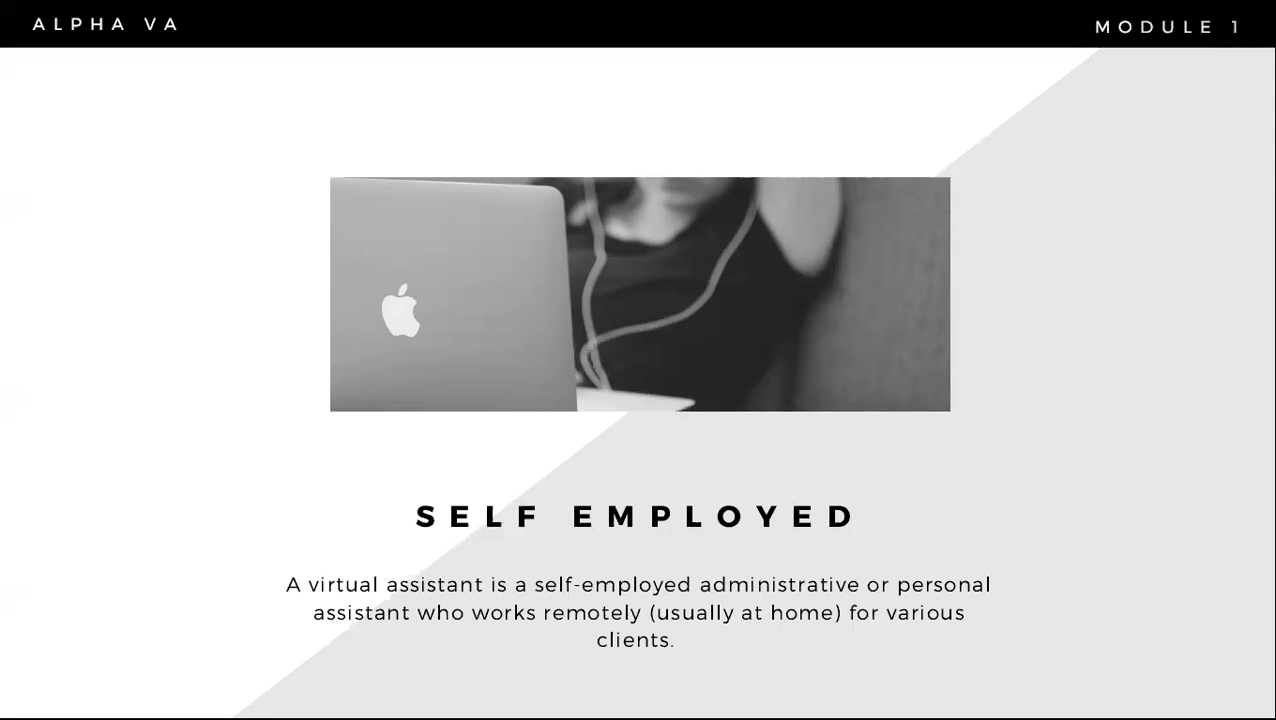 ALPHA VA
MODULE 1
SELF EMPLOYED
A virtual assistant is a self-employed administrative or personal
assistant who works remotely (usually at home) for various
clients.